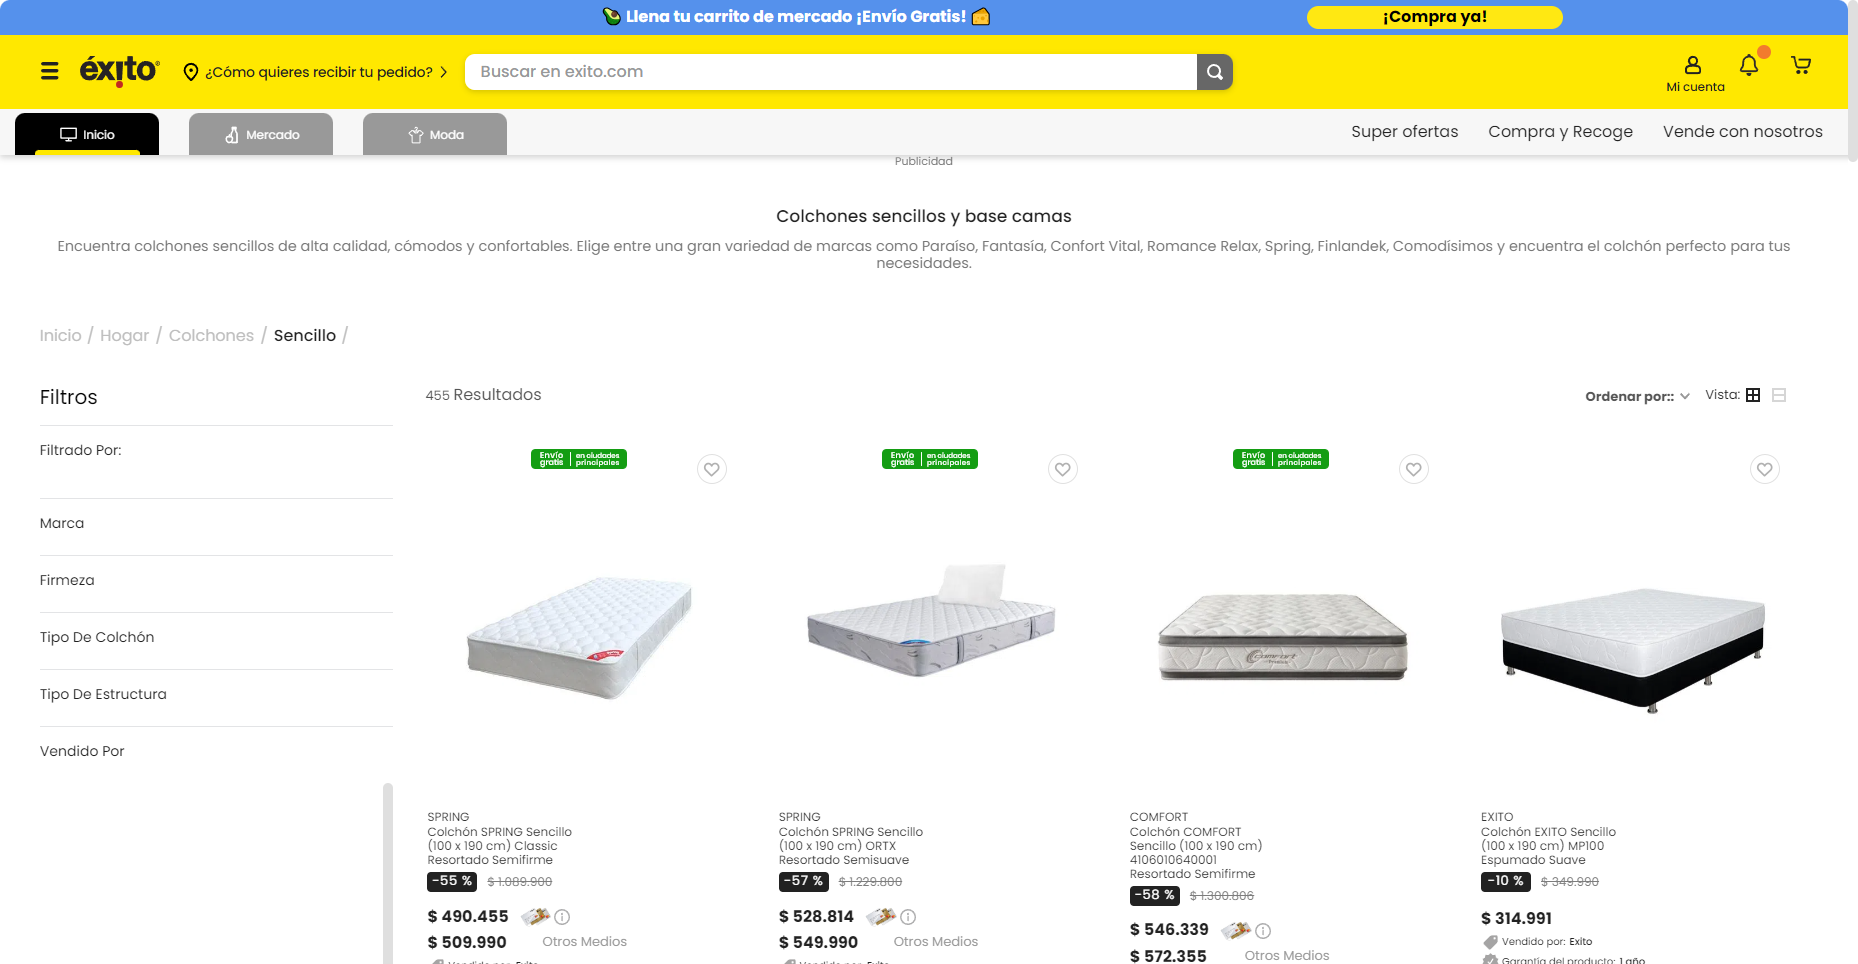 Llena tu carrito de mercado ¡Envío Gratis!
¡Compra ya!
éxito
¿Cómo quieres recibir tu pedido?
Buscar en exito.com
Mi cuenta
Inicio
Mercado
Moda
Super ofertas
Compra y Recoge
Vende con nosotros
Publicidad
Colchones sencillos y base camas
Encuentra colchones sencillos de alta calidad, cómodos y confortables. Elige entre una gran variedad de marcas como Paraíso, Fantasía, Confort Vital, Romance Relax, Spring, Finlandek, Comodísimos y encuentra el colchón perfecto para tus
necesidades.
Inicio / Hogar / Colchones / Sencillo /
Filtros
Filtrado Por:
Marca
Firmeza
Tipo De Colchón
Tipo De Estructura
Vendido Por
455 Resultados
Ordenar por::
Vista:
Envío gratis en ciudades principales
Envío gratis en ciudades principales
Envío gratis en ciudades principales
SPRING
Colchón SPRING Sencillo
(100 x 190 cm) Classic
Resortado Semifirme
-55 % $ 1.089.900
$ 490.455
$ 509.990 Otros Medios
Vendido por: Exito
SPRING
Colchón SPRING Sencillo
(100 x 190 cm) ORTX
Resortado Semisuave
-57 % $ 1.229.800
$ 528.814
$ 549.990 Otros Medios
Vendido por: Exito
COMFORT
Colchón COMFORT
Sencillo (100 x 190 cm)
4106010640001
Resortado Semifirme
-58 % $ 1.300.806
$ 546.339
$ 572.355 Otros Medios
EXITO
Colchón EXITO Sencillo
(100 x 190 cm) MP100
Espumado Suave
-10 % $ 349.990
$ 314.991
Vendido por: Exito
Garantía del producto: 1 año